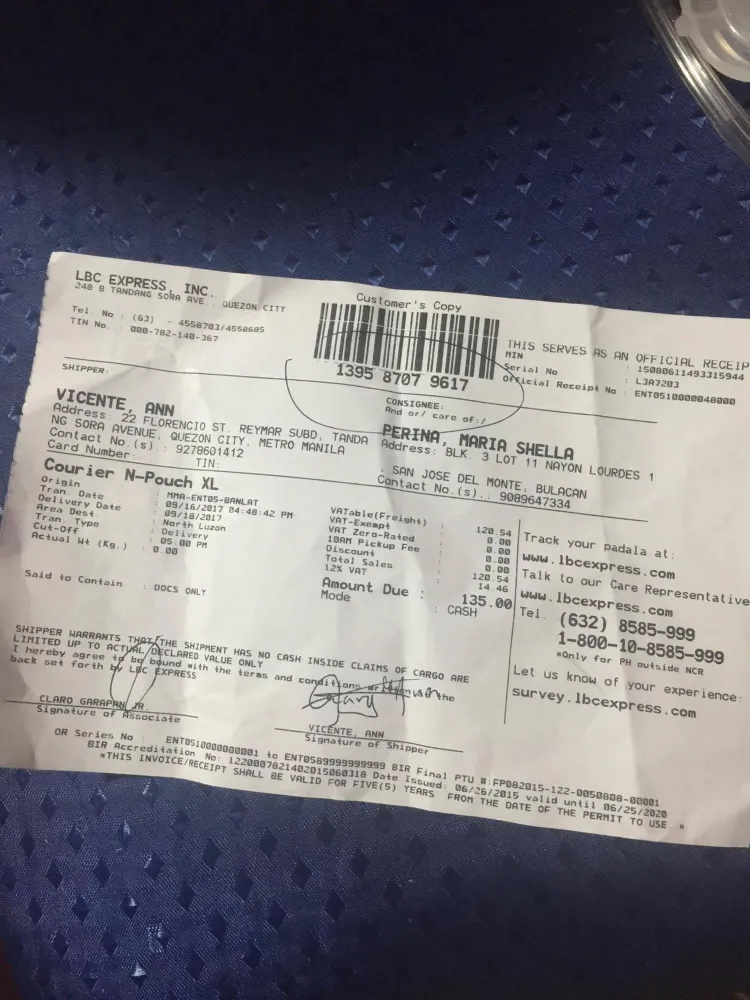 LBC EXPRESS, INC.
248 B TANDANG SORA AVE., QUEZON CITY
Tel. No : (63) - 4558703/4558685
TIN No. : 000-782-140-367
Customer's Copy
1395 8707 9617
THIS SERVES AS AN OFFICIAL RECEIP
MIN : 15080611493315944
Serial No : L3A7203
Official Receipt No : ENT0510000048000
SHIPPER:
VICENTE, ANN
Address: 22 FLORENCIO ST. REYMAR SUBD, TANDA
NG SORA AVENUE, QUEZON CITY, METRO MANILA
Contact No.(s).: 9278601412
Card Number:
TIN:
CONSIGNEE:
And or/ care of:/
PERINA, MARIA SHELLA
Address: BLK. 3 LOT 11 NAYON LOURDES 1
, SAN JOSE DEL MONTE, BULACAN
Contact No.(s).: 9089647334
Courier N-Pouch XL
Origin : MMA-ENT05-BANLAT
Tran. Date : 09/16/2017 04:48:42 PM
Delivery Date : 09/18/2017
Area Dest : North Luzon
Tran. Type : Delivery
Cut-Off : 05:00 PM
Actual Wt (Kg.) : 0.00
Said to Contain : DOCS ONLY
VATable(Freight) : 120.54
VAT-Exempt : 0.00
VAT Zero-Rated : 0.00
10AM Pickup Fee : 0.00
Discount : 0.00
Total Sales : 120.54
12% VAT : 14.46
Amount Due : 135.00
Mode : CASH
Track your padala at:
www.lbcexpress.com
Talk to our Care Representative
www.lbcexpress.com
Tel. (632) 8585-999
1-800-10-8585-999
*Only for PH outside NCR
Let us know of your experience:
survey.lbcexpress.com
SHIPPER WARRANTS THAT THE SHIPMENT HAS NO CASH INSIDE CLAIMS OF CARGO ARE
LIMITED UP TO ACTUAL DECLARED VALUE ONLY
I hereby agree to be bound with the terms and conditions written on the
back set forth by LBC EXPRESS
CLARO GARAPAN JR.
Signature of Associate
VICENTE, ANN
Signature of Shipper
OR Series No : ENT0510000000001 to ENT0589999999999 BIR Final PTU #:FP082015-122-0050808-00001
BIR Accreditation No: 12200078214020150 60318 Date Issued: 06/26/2015 valid until 06/25/2020
*THIS INVOICE/RECEIPT SHALL BE VALID FOR FIVE(5) YEARS FROM THE DATE OF THE PERMIT TO USE. *